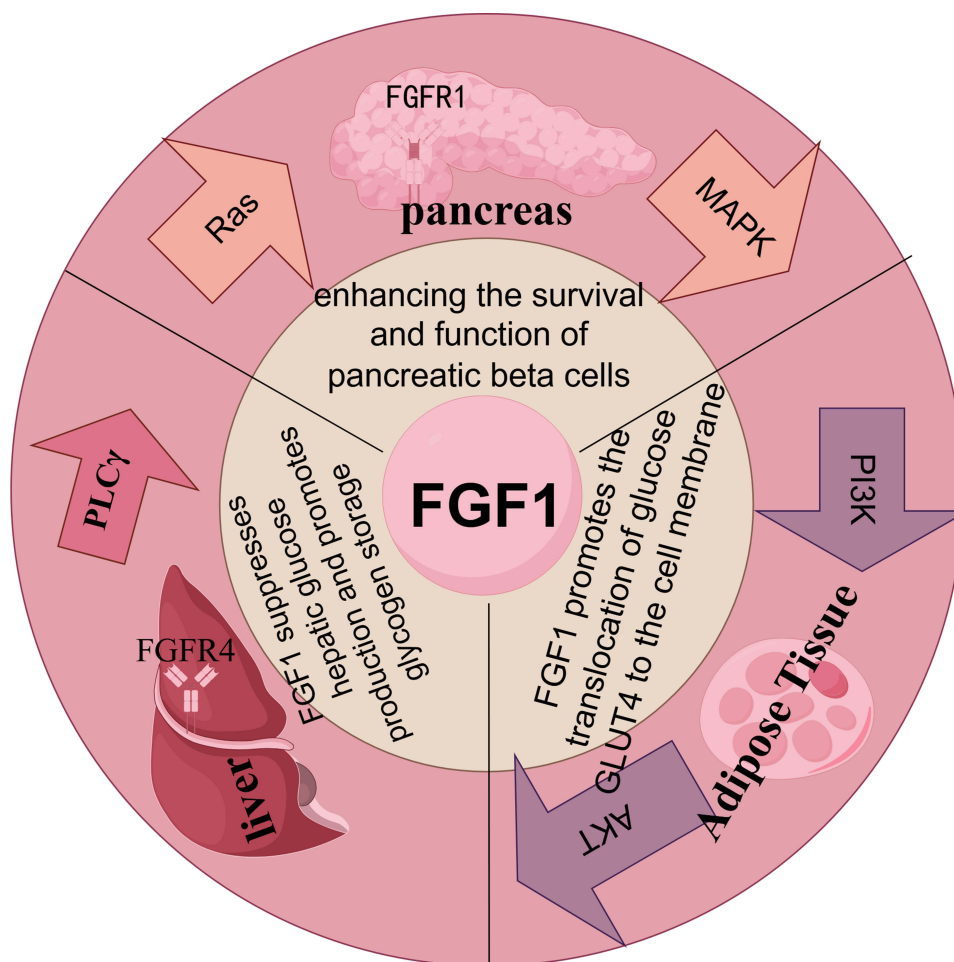 FGFR1
pancreas
Ras
MAPK
enhancing the survival
and function of
pancreatic beta cells
FGF1
FGF1 promotes the
translocation of glucose
GLUT4 to the cell membrane
PI3K
Adipose Tissue
AKT
FGF1 suppresses
hepatic glucose
production and promotes
glycogen storage
PLCγ
FGFR4
liver